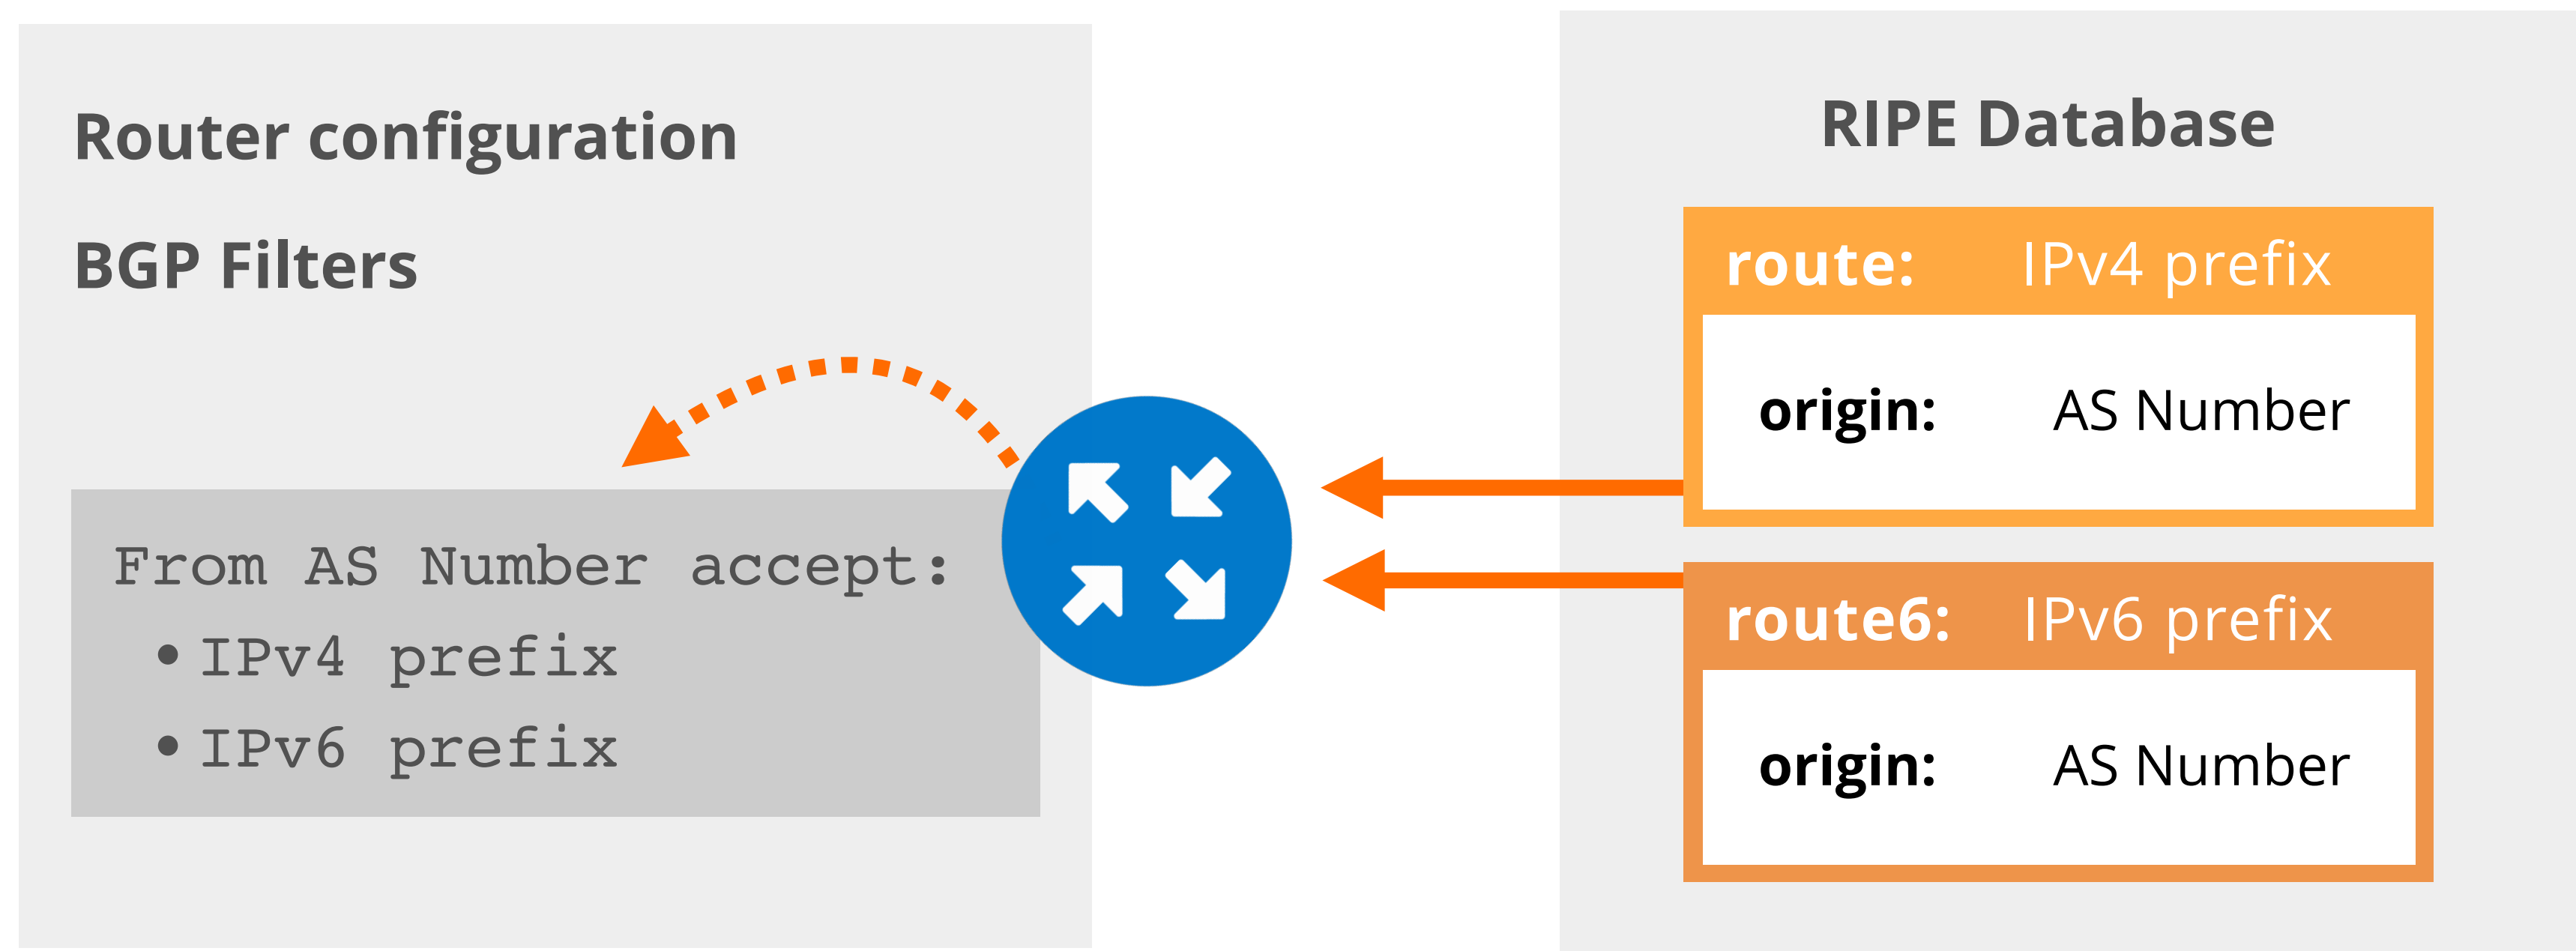 Router configuration
BGP Filters
From AS Number accept:
• IPv4 prefix
• IPv6 prefix
RIPE Database
route: IPv4 prefix
origin: AS Number
route6: IPv6 prefix
origin: AS Number